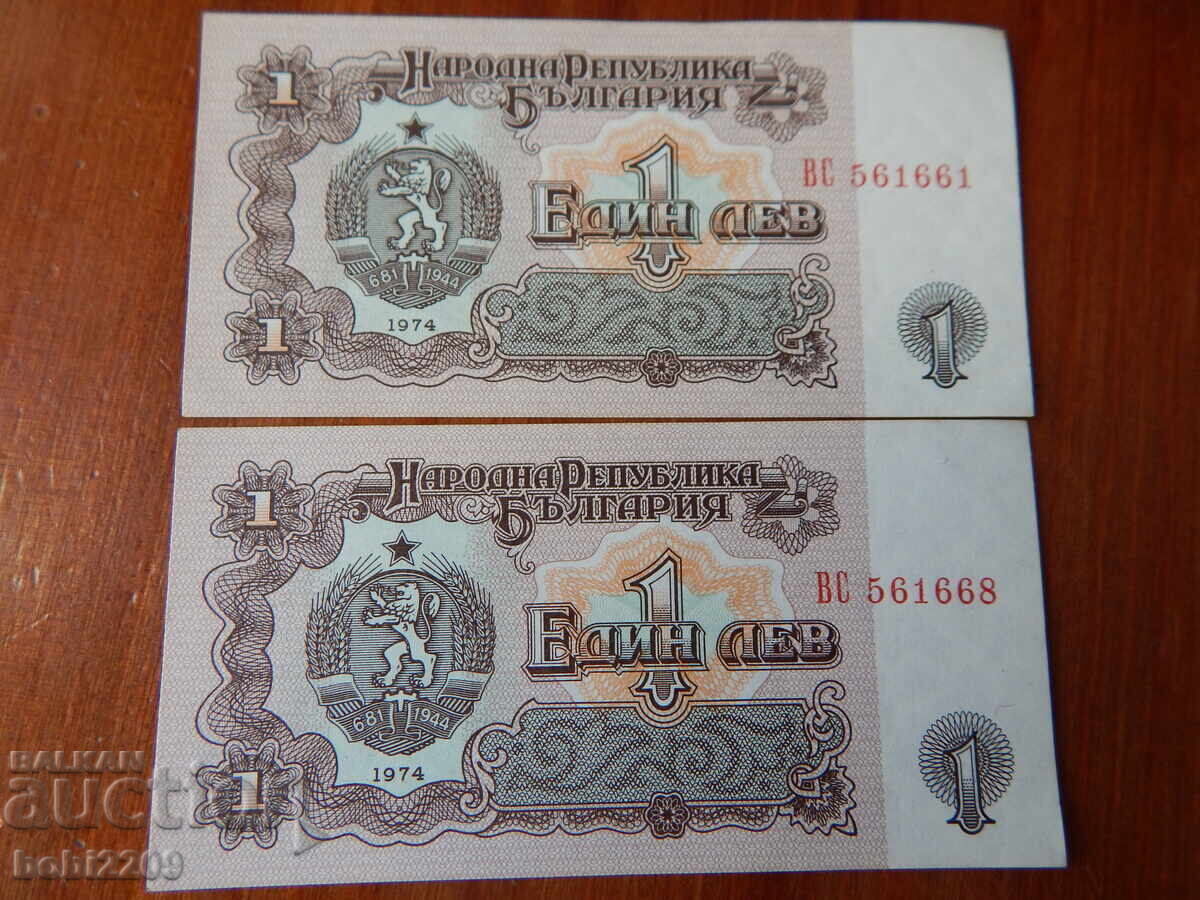 1
НАРОДНА РЕПУБЛИКА
БЪЛГАРИЯ
ВС 561661
1
ЕДИН ЛЕВ
681 1944
1974
1
1
1
НАРОДНА РЕПУБЛИКА
БЪЛГАРИЯ
ВС 561668
1
ЕДИН ЛЕВ
681 1944
1974
1
1
BALKAN
auction
bobi2209